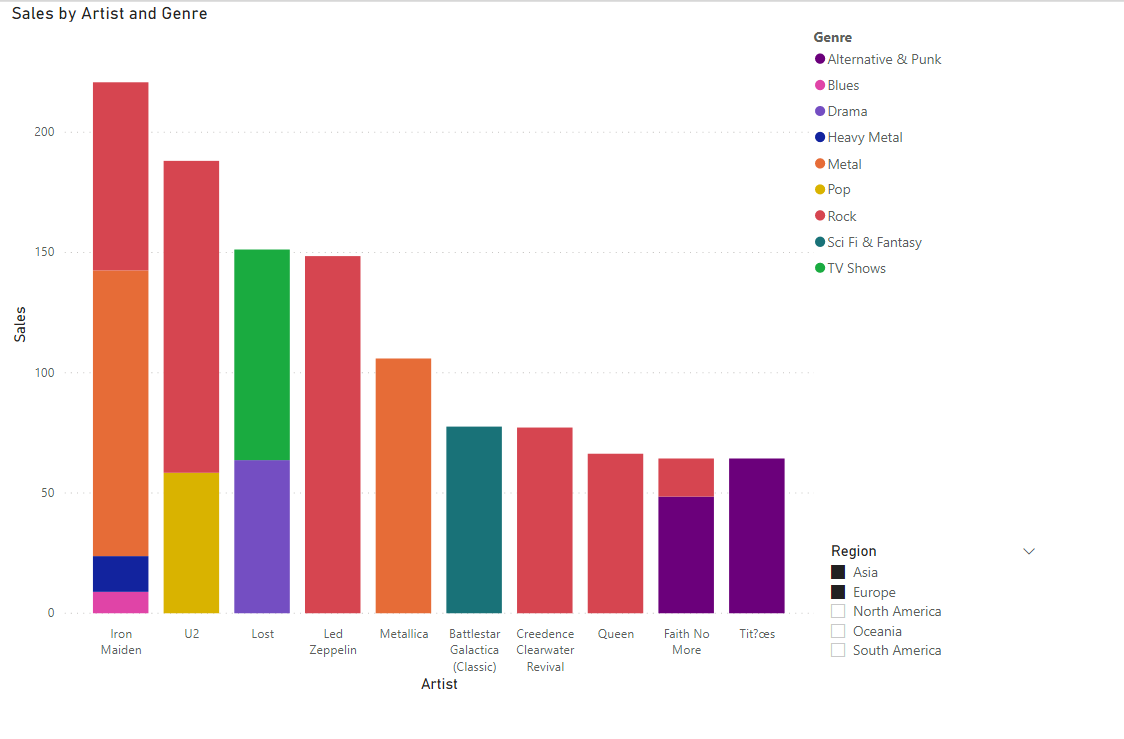 Sales by Artist and Genre
Genre
Alternative & Punk
Blues
Drama
Heavy Metal
Metal
Pop
Rock
Sci Fi & Fantasy
TV Shows
200
150
100
50
0
Sales
Iron
Maiden
U2
Lost
Led
Zeppelin
Metallica
Battlestar
Galactica
(Classic)
Creedence
Clearwater
Revival
Queen
Faith No
More
Tit?œs
Artist
Region
Asia
Europe
North America
Oceania
South America